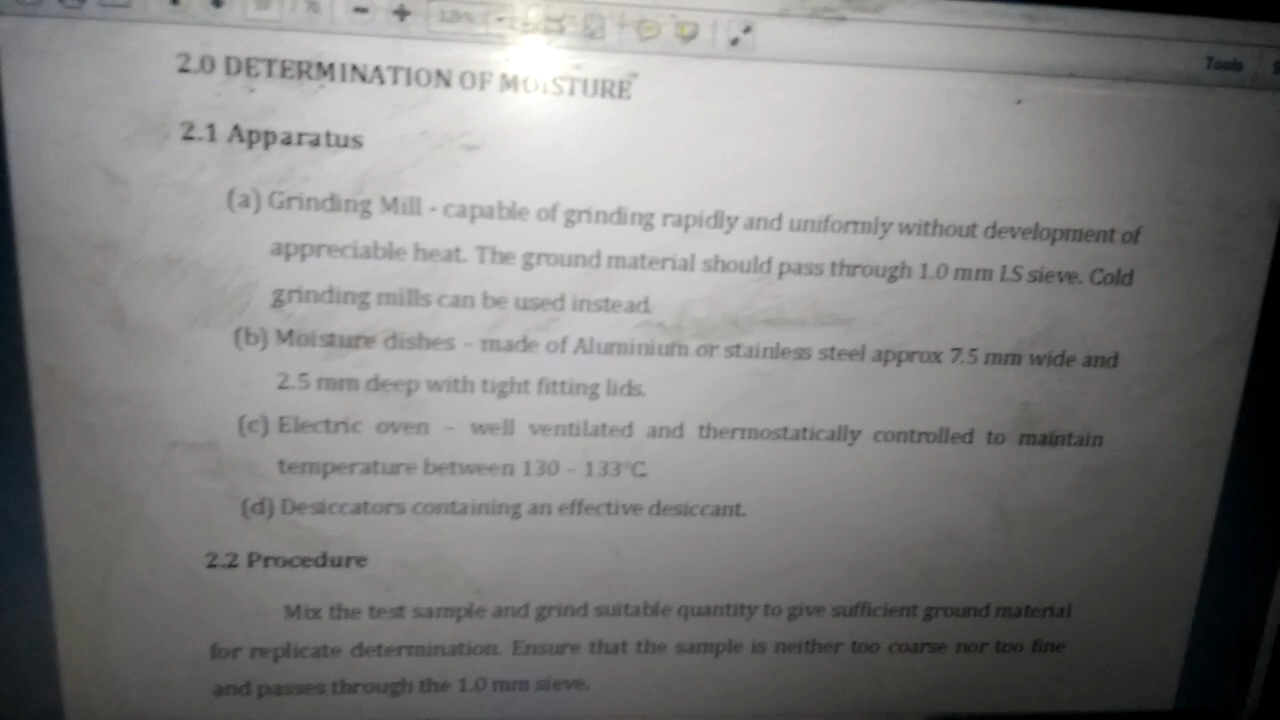 Tools
2.0 DETERMINATION OF MOISTURE
2.1 Apparatus
(a) Grinding Mill - capable of grinding rapidly and uniformly without development of
appreciable heat. The ground material should pass through 1.0 mm I.S sieve. Cold
grinding mills can be used instead.
(b) Moisture dishes – made of Aluminium or stainless steel approx 7.5 mm wide and
2.5 mm deep with tight fitting lids.
(c) Electric oven – well ventilated and thermostatically controlled to maintain
temperature between 130 – 133°C
(d) Desiccators containing an effective desiccant.
2.2 Procedure
Mix the test sample and grind suitable quantity to give sufficient ground material
for replicate determination. Ensure that the sample is neither too coarse nor too fine
and passes through the 1.0 mm sieve.